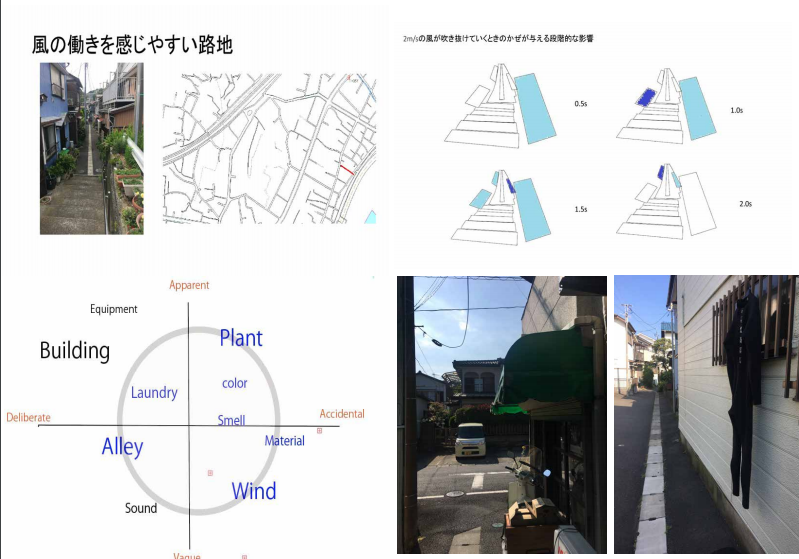 風の働きを感じやすい路地
2m/sの風が吹き抜けていくときのかぜが与える段階的な影響
0.5s
1.0s
1.5s
2.0s
Apparent
Equipment
Building
Plant
Laundry
color
Deliberate
Smell
Accidental
Alley
Material
Wind
Sound
Vague